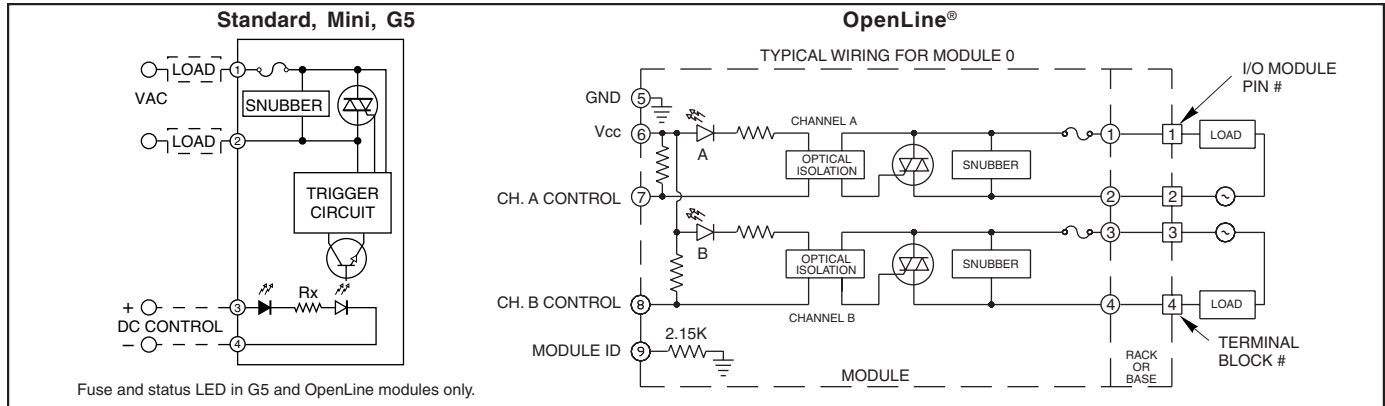 Standard, Mini, G5
LOAD
1
VAC
SNUBBER
LOAD
2
TRIGGER
CIRCUIT
+
3
Rx
DC CONTROL
–
4
Fuse and status LED in G5 and OpenLine modules only.
OpenLine®
TYPICAL WIRING FOR MODULE 0
I/O MODULE
PIN #
GND
5
Vcc
6
A
CHANNEL A
OPTICAL
ISOLATION
SNUBBER
1
1
LOAD
CH. A CONTROL
7
2
2
~
B
OPTICAL
ISOLATION
SNUBBER
3
3
~
CH. B CONTROL
8
CHANNEL B
4
4
LOAD
MODULE ID
9
2.15K
MODULE
RACK
OR
BASE
TERMINAL
BLOCK #